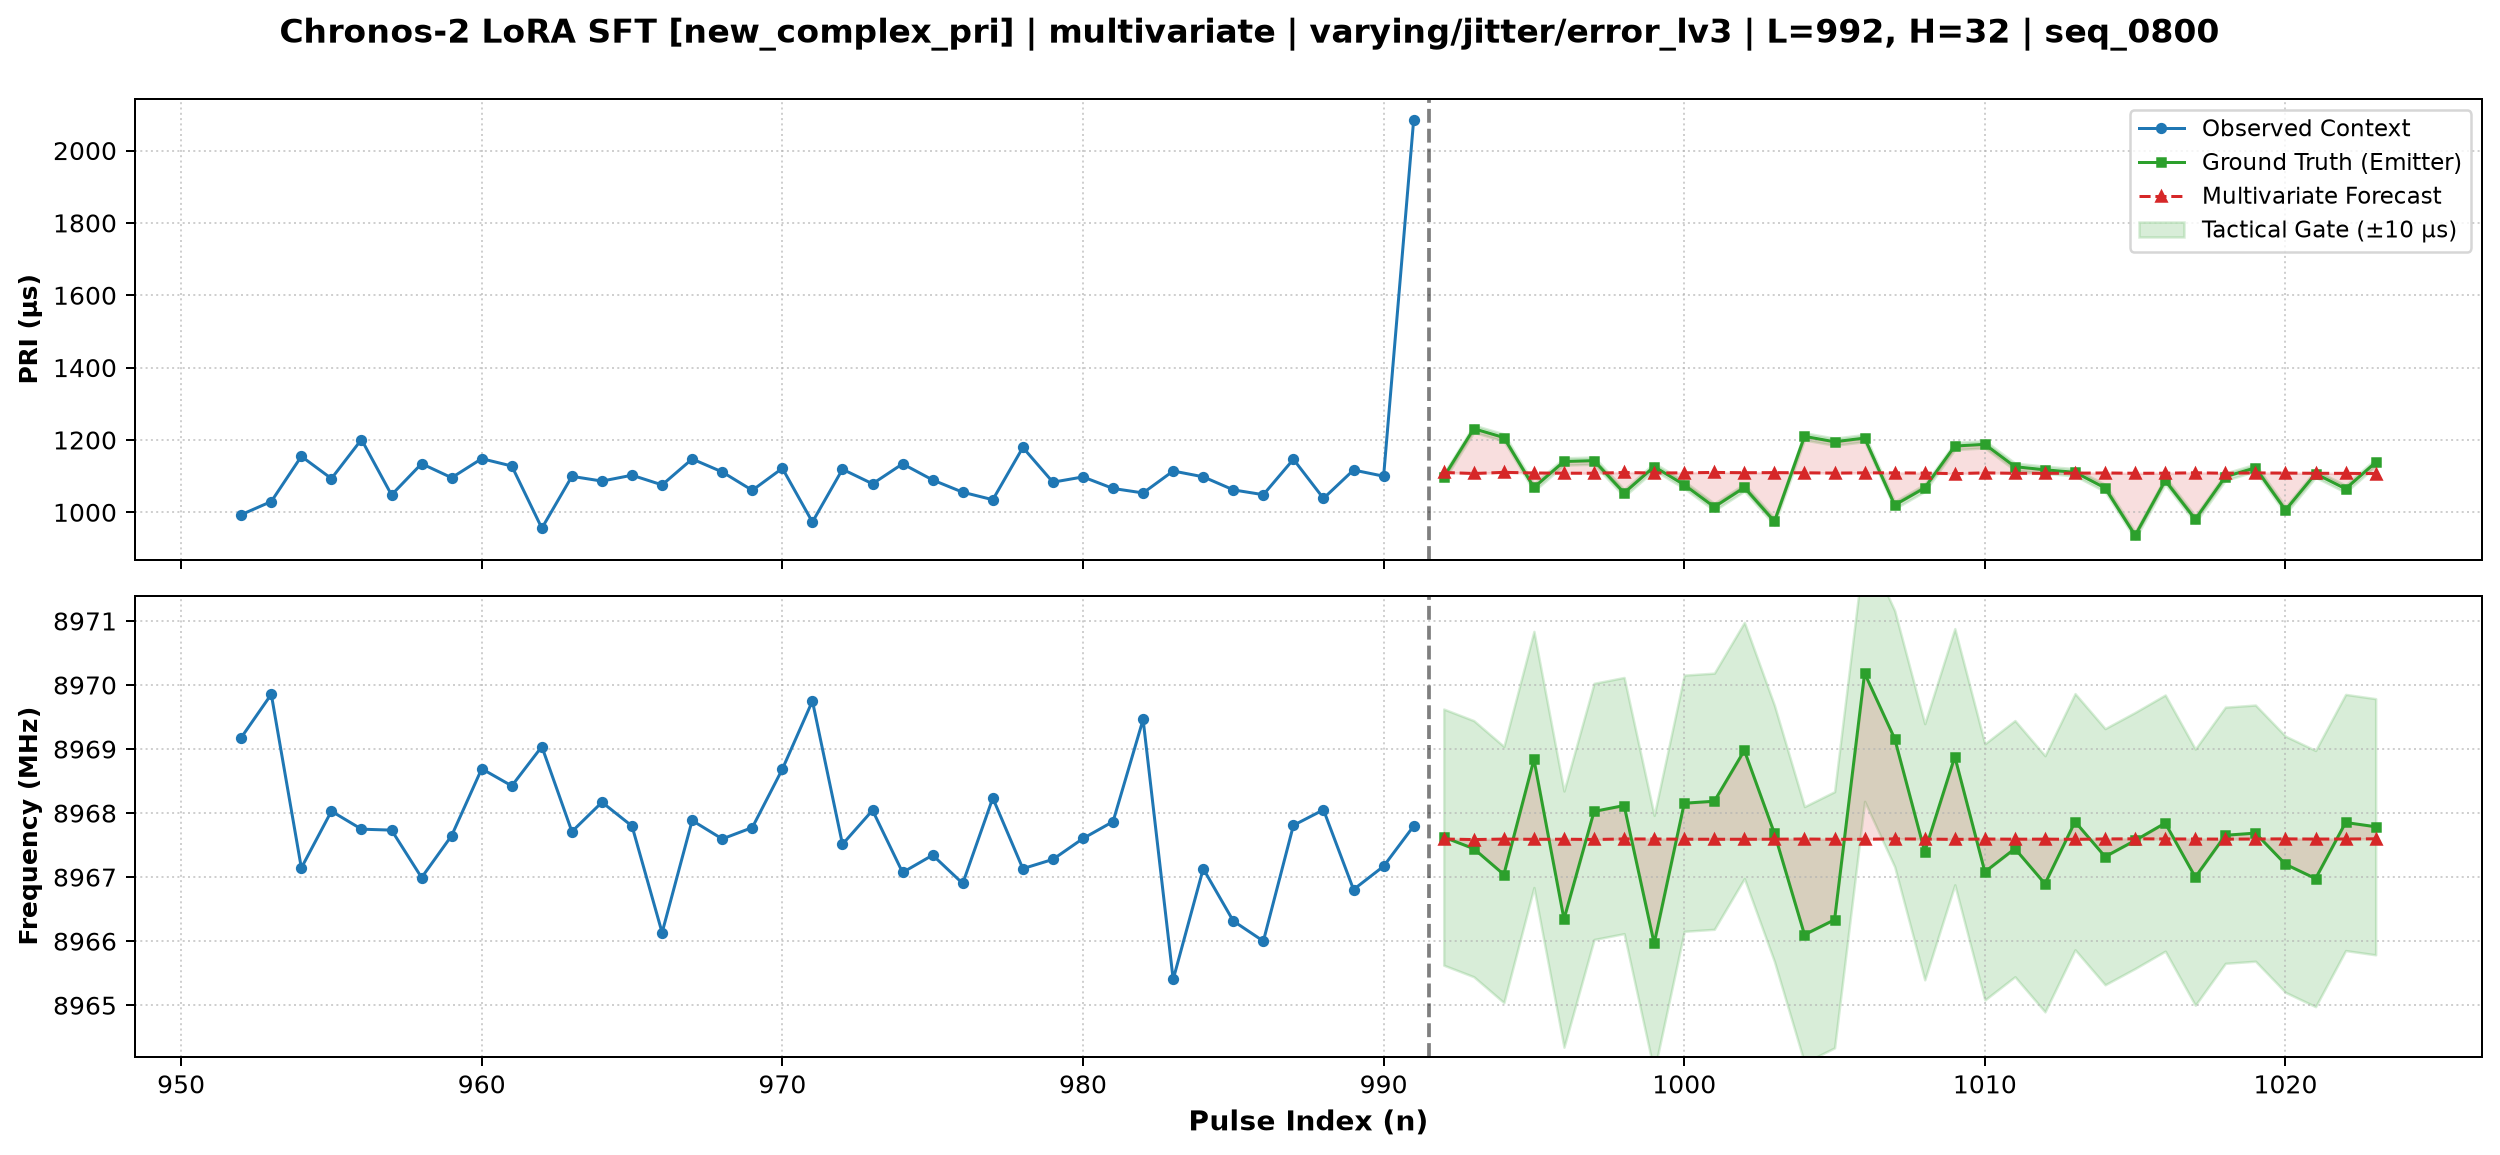 Chronos-2 LoRA SFT [new_complex_pri] | multivariate | varying/jitter/error_lv3 | L=992, H=32 | seq_0800
PRI (µs)
2000
1800
1600
1400
1200
1000
Observed Context
Ground Truth (Emitter)
Multivariate Forecast
Tactical Gate (±10 µs)
Frequency (MHz)
8971
8970
8969
8968
8967
8966
8965
950 960 970 980 990 1000 1010 1020
Pulse Index (n)